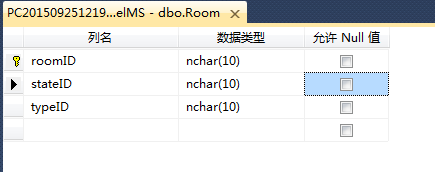 PC201509251219...elMS - dbo.Room
列名 数据类型 允许 Null 值
roomID nchar(10)
stateID nchar(10)
typeID nchar(10)